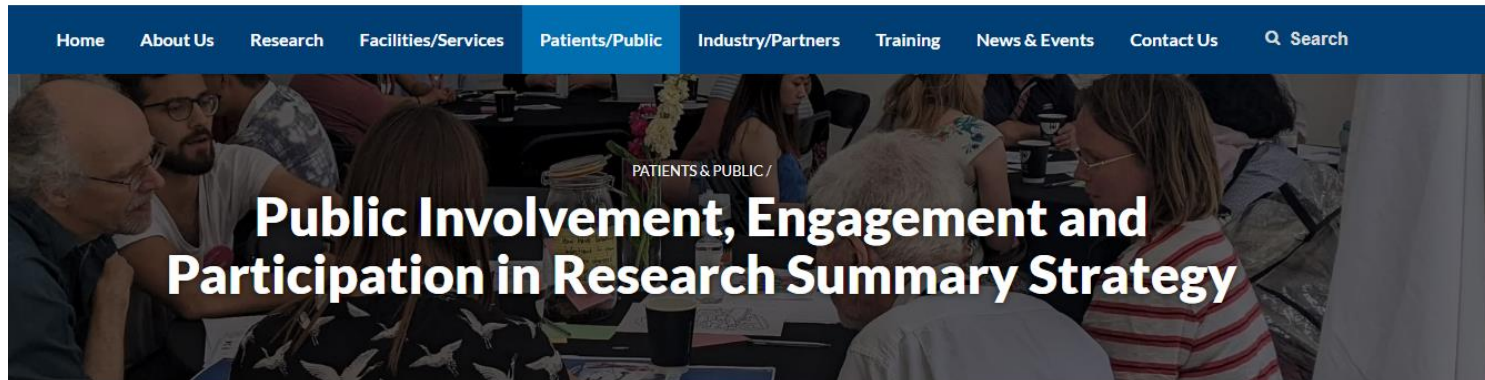 Home About Us Research Facilities/Services Patients/Public Industry/Partners Training News & Events Contact Us Search
PATIENTS & PUBLIC /
Public Involvement, Engagement and
Participation in Research Summary Strategy